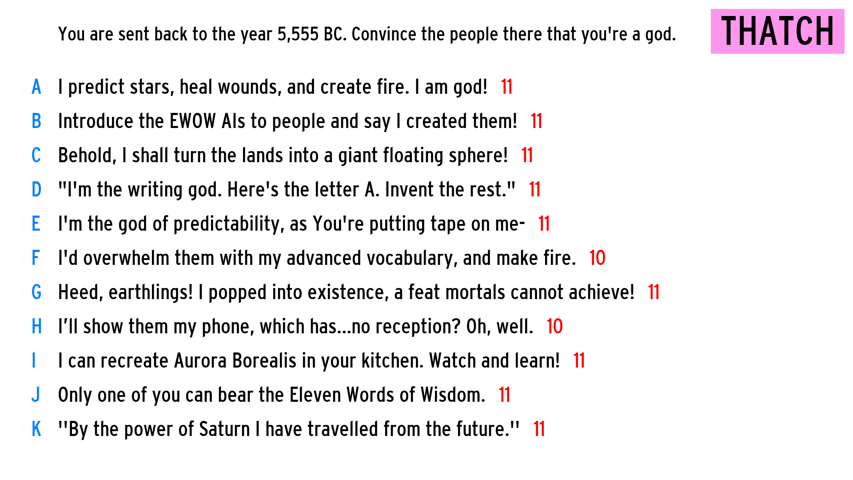 You are sent back to the year 5,555 BC. Convince the people there that you're a god. THATCH
A I predict stars, heal wounds, and create fire. I am god! 11
B Introduce the EWOW AIs to people and say I created them! 11
C Behold, I shall turn the lands into a giant floating sphere! 11
D "I'm the writing god. Here's the letter A. Invent the rest." 11
E I'm the god of predictability, as You're putting tape on me- 11
F I'd overwhelm them with my advanced vocabulary, and make fire. 10
G Heed, earthlings! I popped into existence, a feat mortals cannot achieve! 11
H I’ll show them my phone, which has...no reception? Oh, well. 10
I I can recreate Aurora Borealis in your kitchen. Watch and learn! 11
J Only one of you can bear the Eleven Words of Wisdom. 11
K ''By the power of Saturn I have travelled from the future.'' 11